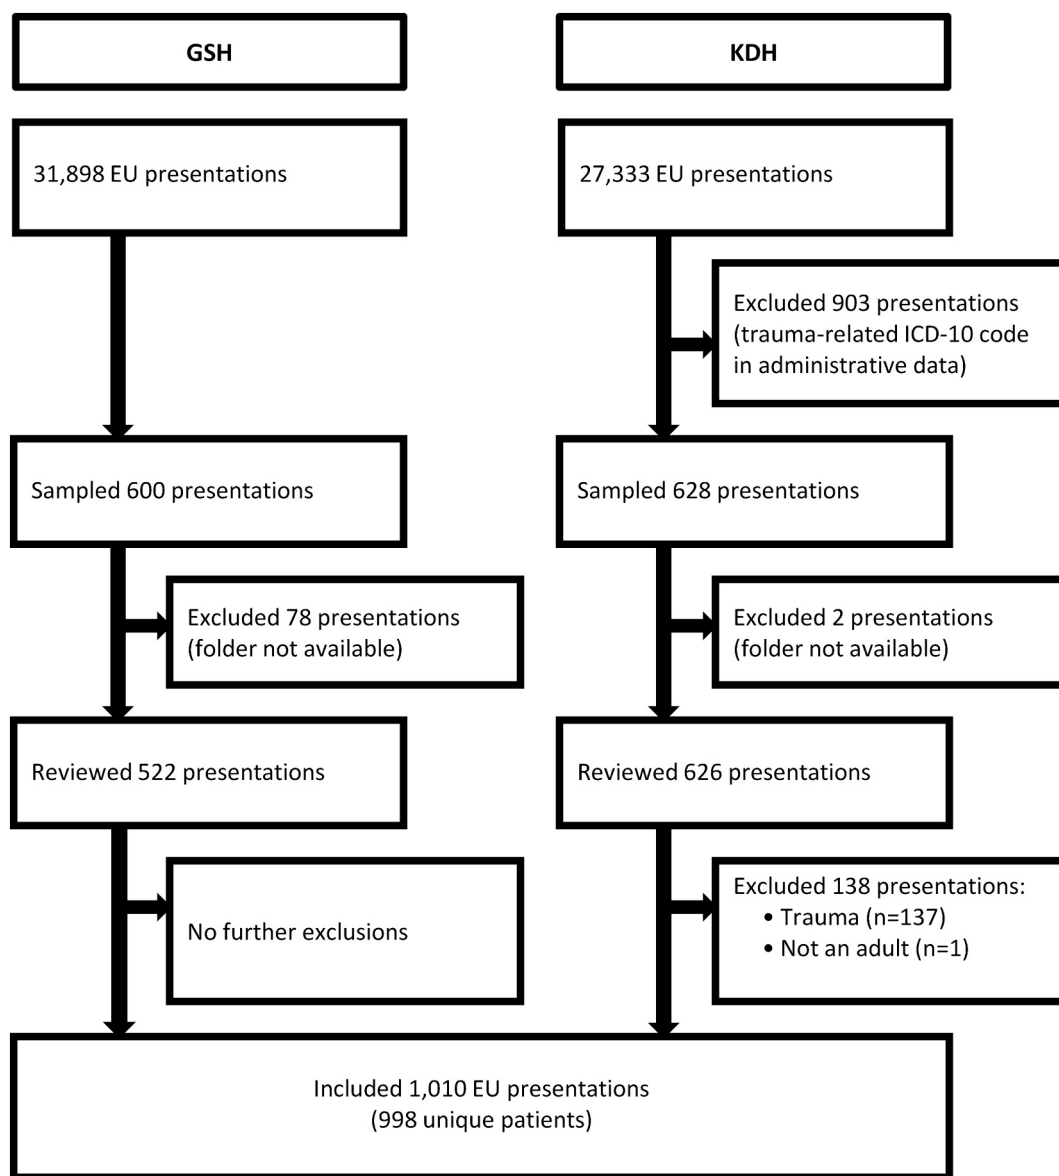 GSH
KDH
31,898 EU presentations
27,333 EU presentations
Excluded 903 presentations
(trauma-related ICD-10 code
in administrative data)
Sampled 600 presentations
Sampled 628 presentations
Excluded 78 presentations
(folder not available)
Excluded 2 presentations
(folder not available)
Reviewed 522 presentations
Reviewed 626 presentations
No further exclusions
Excluded 138 presentations:
• Trauma (n=137)
• Not an adult (n=1)
Included 1,010 EU presentations
(998 unique patients)